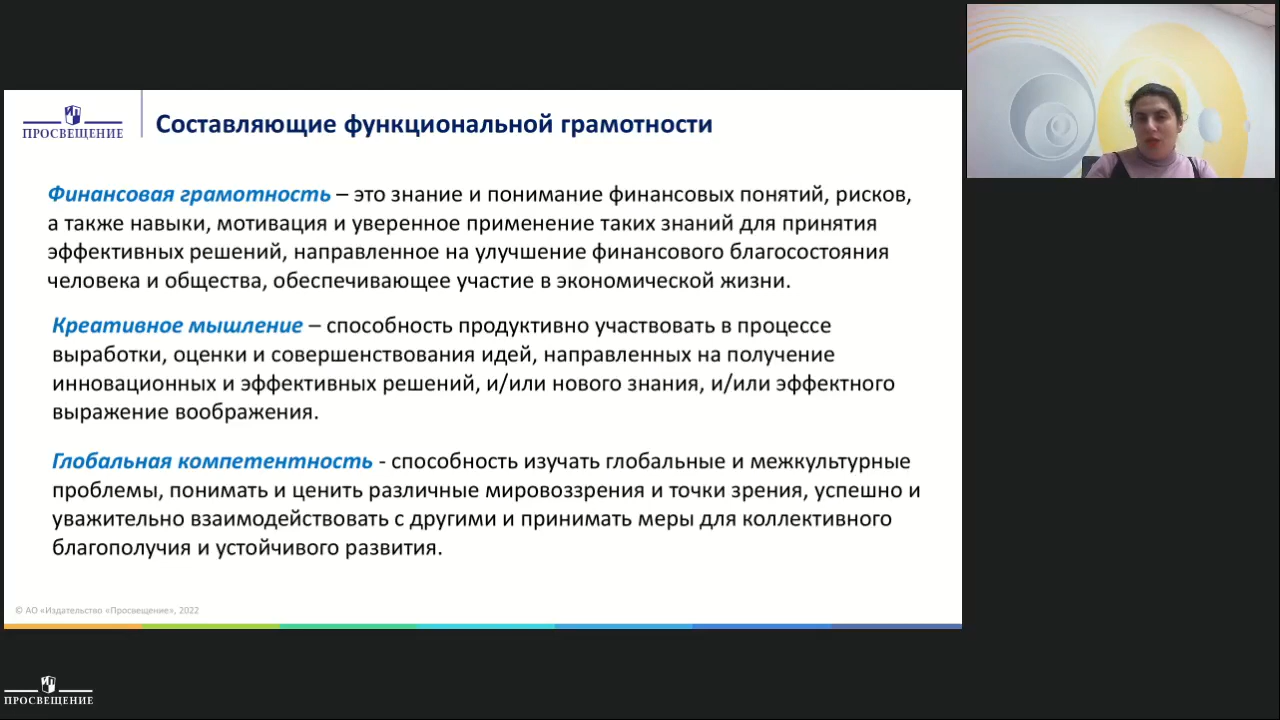 ПРОСВЕЩЕНИЕ
Составляющие функциональной грамотности
Финансовая грамотность – это знание и понимание финансовых понятий, рисков,
а также навыки, мотивация и уверенное применение таких знаний для принятия
эффективных решений, направленное на улучшение финансового благосостояния
человека и общества, обеспечивающее участие в экономической жизни.
Креативное мышление – способность продуктивно участвовать в процессе
выработки, оценки и совершенствования идей, направленных на получение
инновационных и эффективных решений, и/или нового знания, и/или эффектного
выражение воображения.
Глобальная компетентность - способность изучать глобальные и межкультурные
проблемы, понимать и ценить различные мировоззрения и точки зрения, успешно и
уважительно взаимодействовать с другими и принимать меры для коллективного
благополучия и устойчивого развития.
© АО «Издательство «Просвещение», 2022
ПРОСВЕЩЕНИЕ